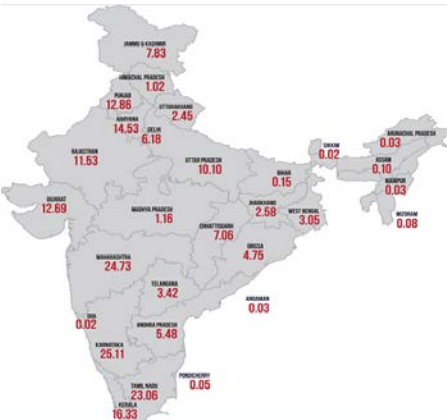 JAMMU & KASHMIR
7.83
HIMACHAL PRADESH
1.02
PUNJAB
12.86
UTTARAKHAND
2.45
HARYANA
14.53
DELHI
6.18
RAJASTHAN
11.53
UTTAR PRADESH
10.10
SIKKIM
0.02
ARUNACHAL PRADESH
0.03
ASSAM
0.10
MANIPUR
0.03
MIZORAM
0.08
BIHAR
0.15
GUJARAT
12.69
MADHYA PRADESH
1.16
JHARKHAND
2.58
WEST BENGAL
3.05
CHHATTISGARH
7.06
ORISSA
4.75
MAHARASHTRA
24.73
TELANGANA
3.42
ANDAMAN
0.03
GOA
0.02
ANDHRA PRADESH
5.48
KARNATAKA
25.11
PONDICHERRY
0.05
TAMIL NADU
23.06
KERALA
16.33